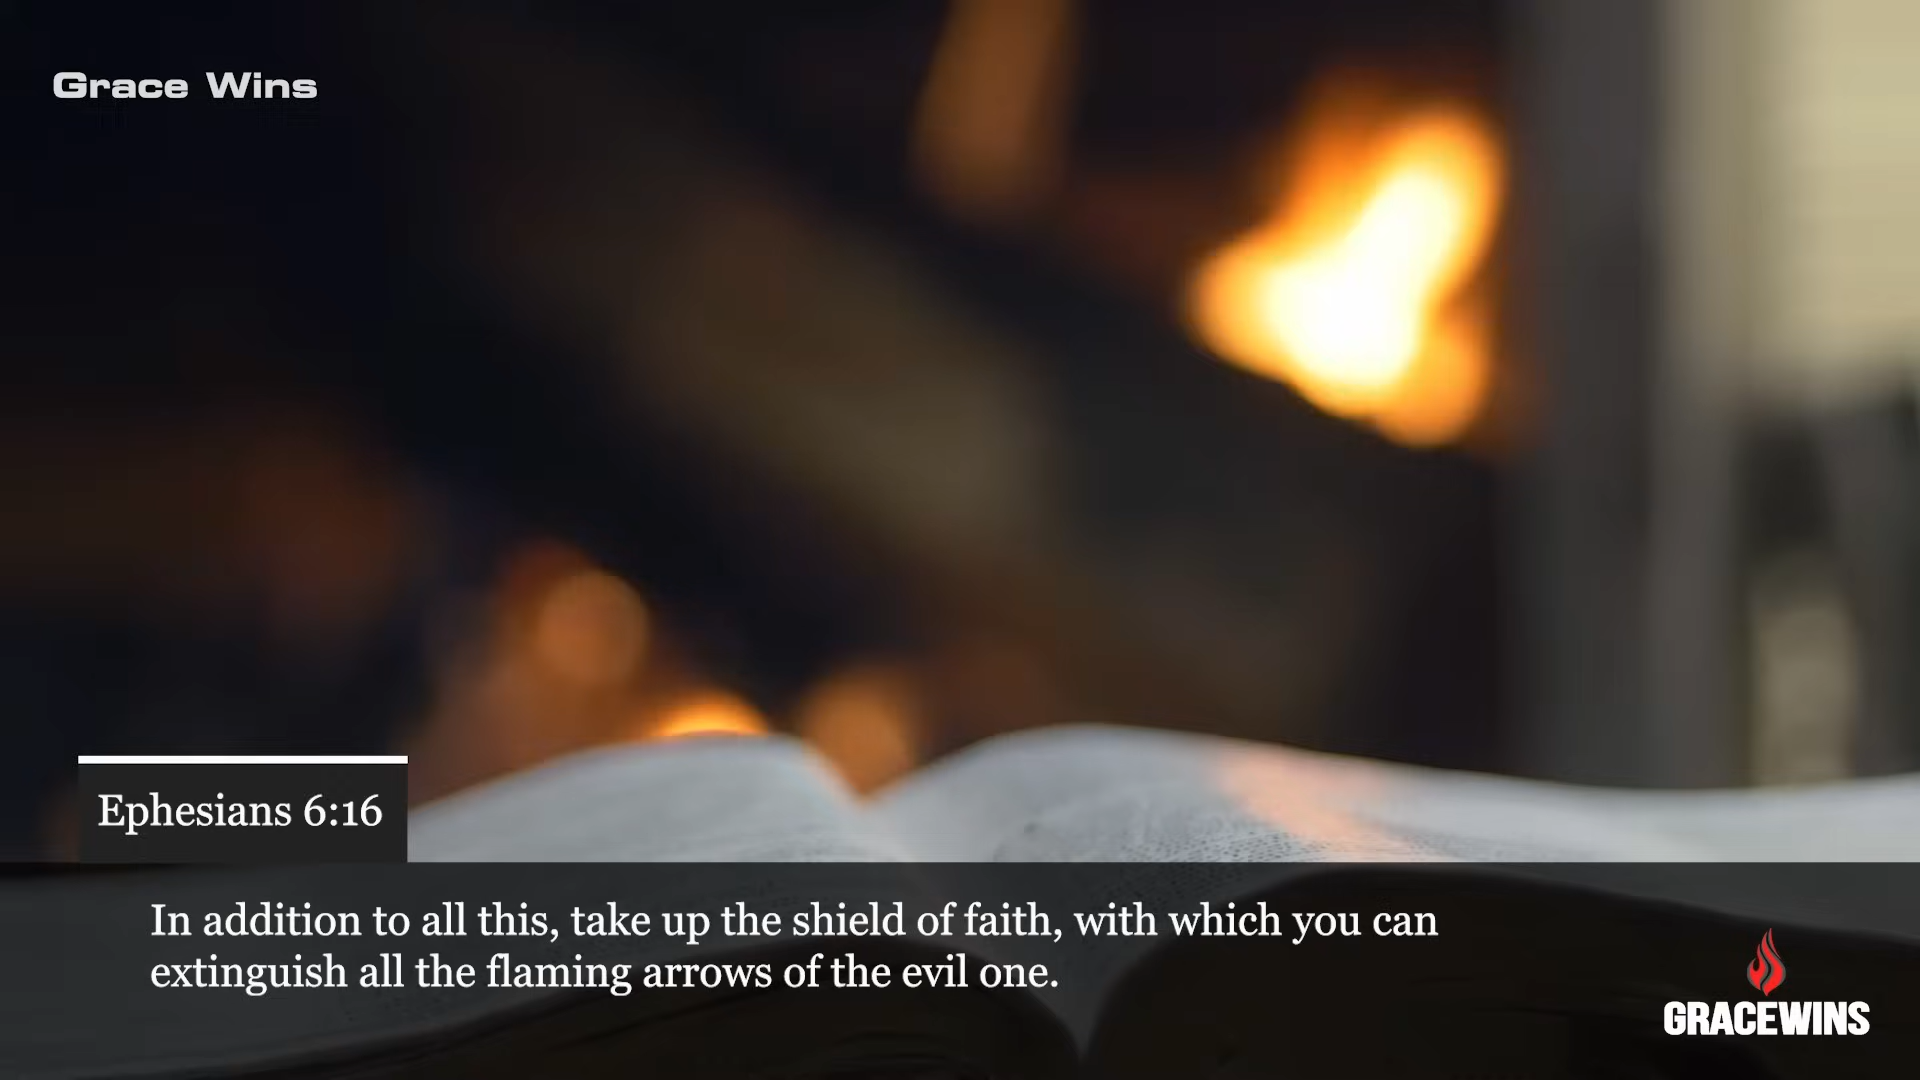 Grace Wins
Ephesians 6:16
In addition to all this, take up the shield of faith, with which you can
extinguish all the flaming arrows of the evil one.
GRACEWINS